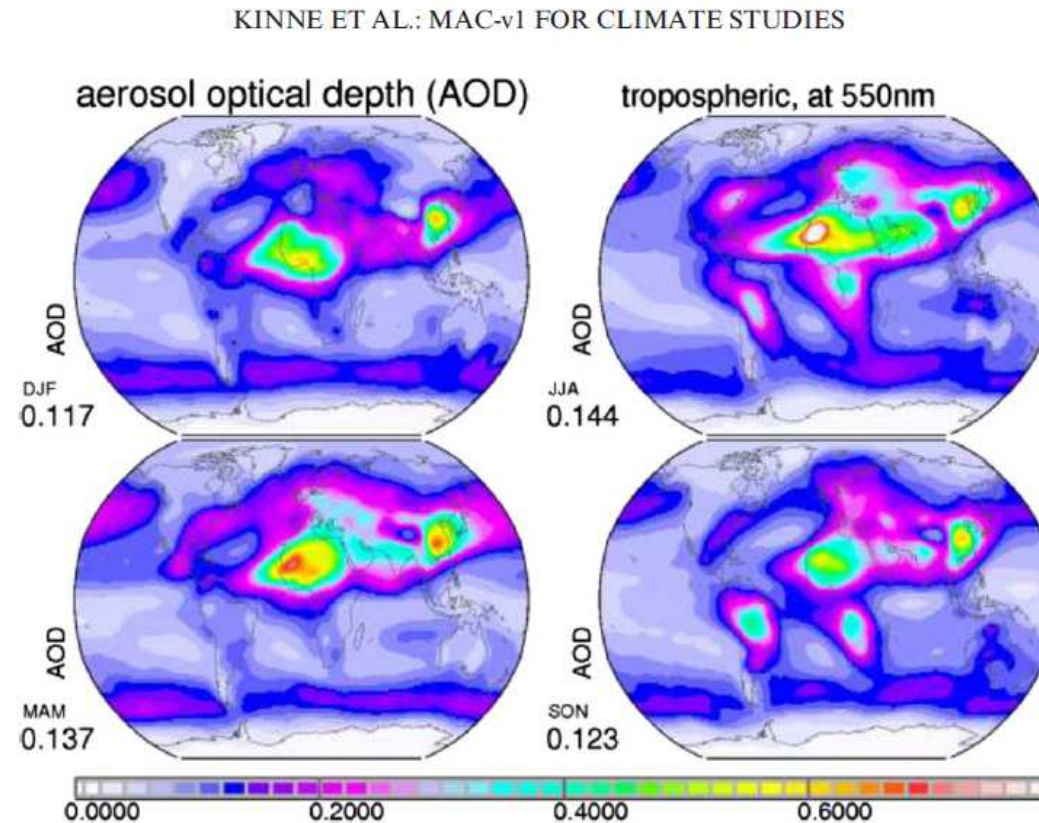 KINNE ET AL.: MAC-v1 FOR CLIMATE STUDIES
aerosol optical depth (AOD)
tropospheric, at 550nm
AOD
DJF
0.117
AOD
JJA
0.144
AOD
MAM
0.137
AOD
SON
0.123
0.0000 0.2000 0.4000 0.6000